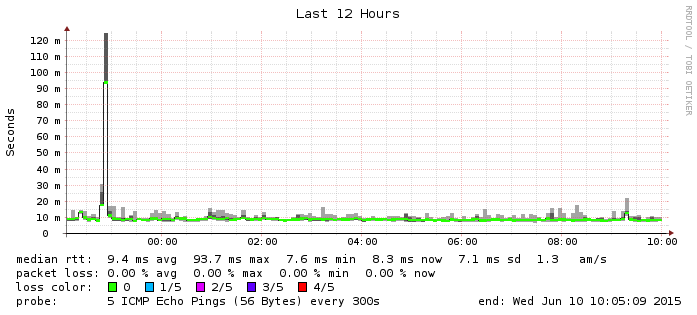 Last 12 Hours
RRDTOOL / TOBI OETIKER
Seconds
120 m
110 m
100 m
90 m
80 m
70 m
60 m
50 m
40 m
30 m
20 m
10 m
0
00:00 02:00 04:00 06:00 08:00 10:00
median rtt: 9.4 ms avg 93.7 ms max 7.6 ms min 8.3 ms now 7.1 ms sd 1.3 am/s
packet loss: 0.00 % avg 0.00 % max 0.00 % min 0.00 % now
loss color: 0 1/5 2/5 3/5 4/5
probe: 5 ICMP Echo Pings (56 Bytes) every 300s end: Wed Jun 10 10:05:09 2015